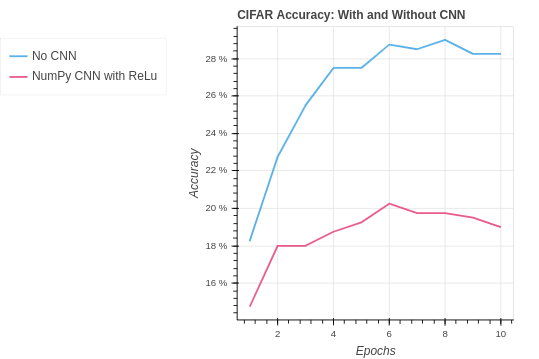 CIFAR Accuracy: With and Without CNN
No CNN
NumPy CNN with ReLu
Accuracy
28 %
26 %
24 %
22 %
20 %
18 %
16 %
2
4
6
8
10
Epochs